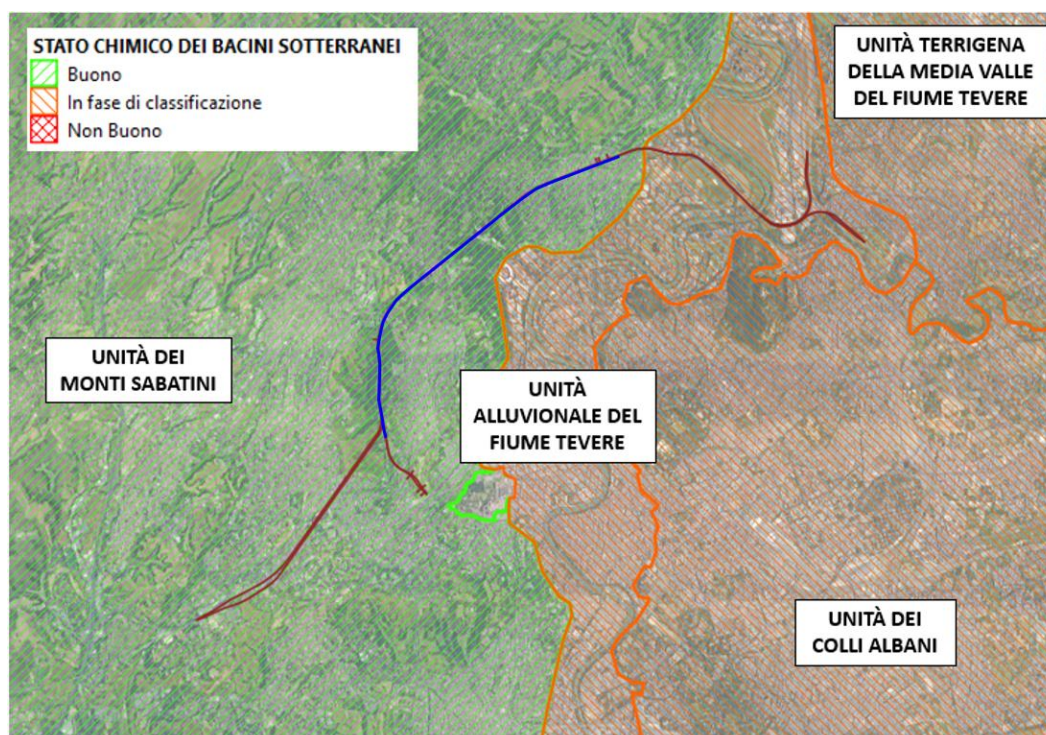 STATO CHIMICO DEI BACINI SOTTERRANEI
Buono
In fase di classificazione
Non Buono
UNITÀ TERRIGENA
DELLA MEDIA VALLE
DEL FIUME TEVERE
UNITÀ DEI
MONTI SABATINI
UNITÀ
ALLUVIONALE DEL
FIUME TEVERE
UNITÀ DEI
COLLI ALBANI